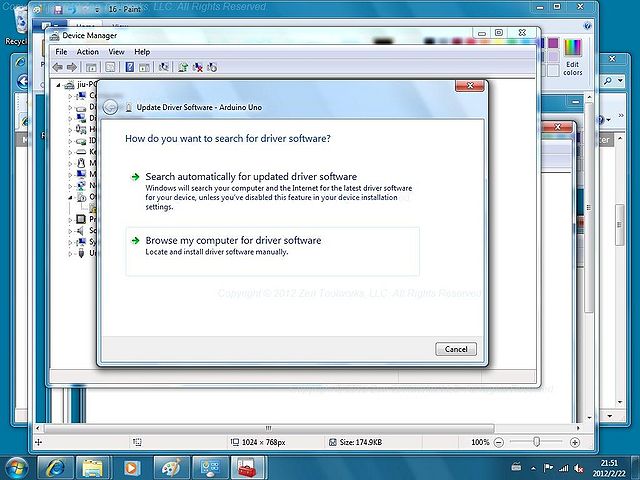 Copyright © 2012 Zen Toolworks, LLC. All Rights Reserved
16 - Paint
Home
View
Recycl
Device Manager
File Action View Help
Edit
colors
jiu-PC
Update Driver Software - Arduino Uno
How do you want to search for driver software?
Search automatically for updated driver software
Windows will search your computer and the Internet for the latest driver software
for your device, unless you've disabled this feature in your device installation
settings.
Browse my computer for driver software
Locate and install driver software manually.
Copyright © 2012 Zen Toolworks, LLC. All Rights Reserved
Cancel
1024 × 768px
Size: 174.9KB
100%
21:51
2012/2/22